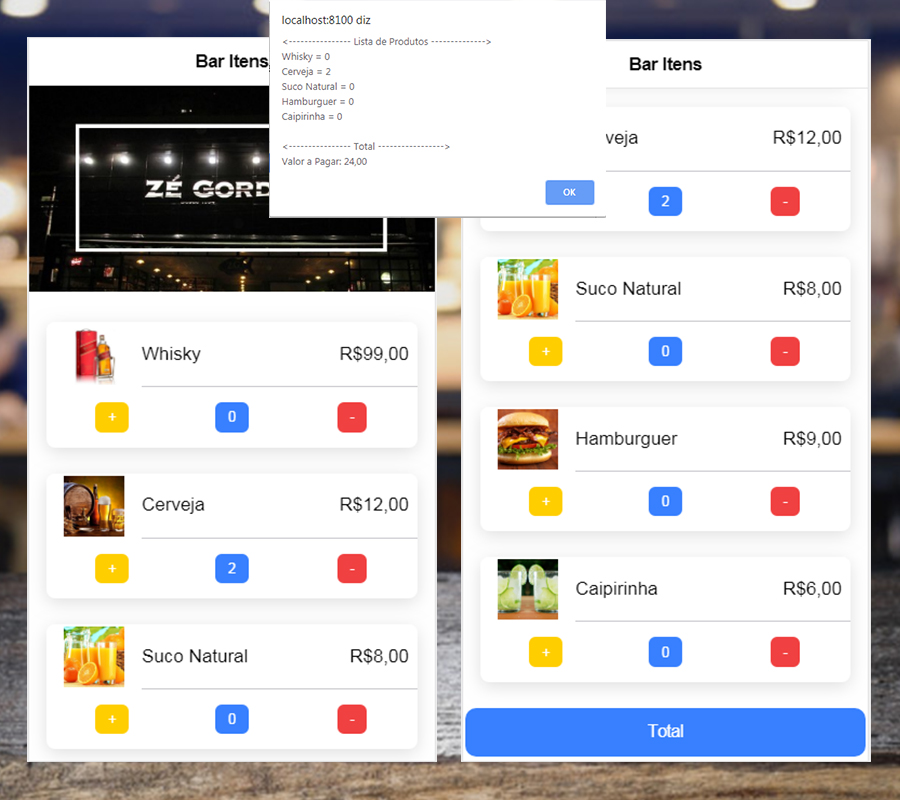 localhost:8100 diz
<---------------- Lista de Produtos -------------->
Whisky = 0
Cerveja = 2
Suco Natural = 0
Hamburguer = 0
Caipirinha = 0
<---------------- Total ----------------->
Valor a Pagar: 24,00
OK
Bar Itens
ZÉ GORD
Whisky R$99,00
+ 0 -
Cerveja R$12,00
+ 2 -
Suco Natural R$8,00
+ 0 -
Bar Itens
veja R$12,00
2 -
Suco Natural R$8,00
+ 0 -
Hamburguer R$9,00
+ 0 -
Caipirinha R$6,00
+ 0 -
Total